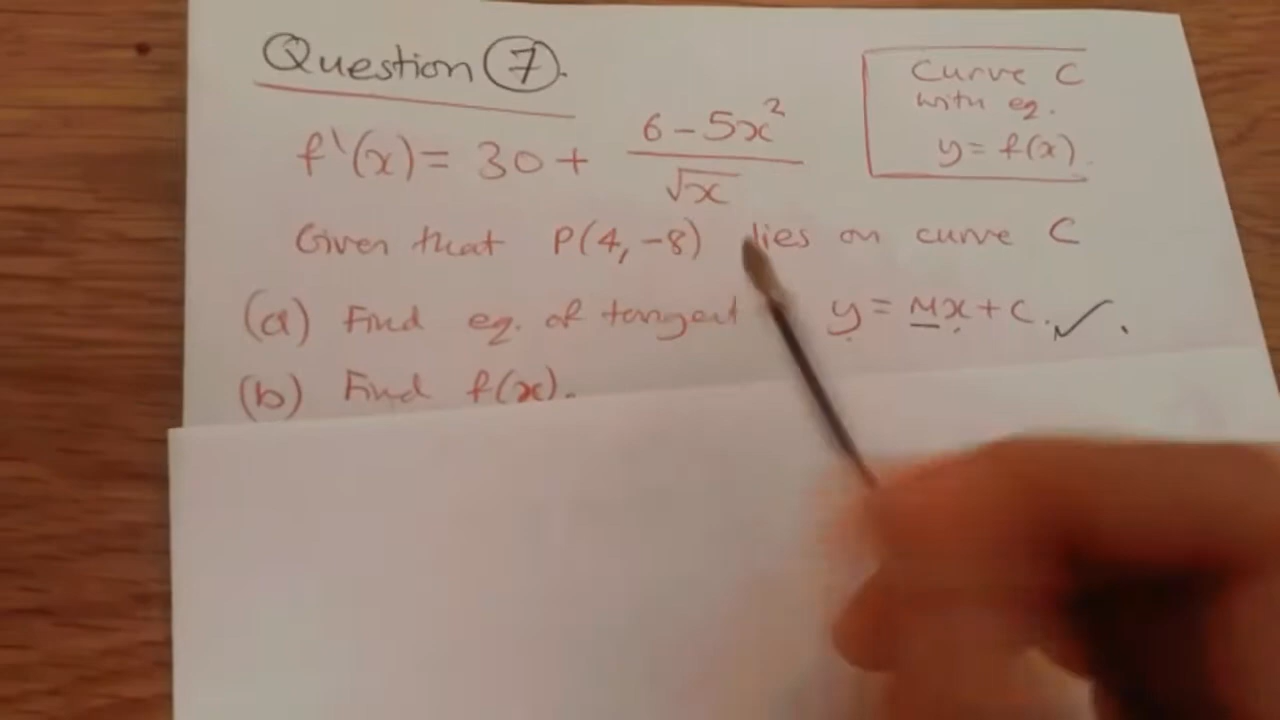 Question 7.
Curve C
with eq.
y = f(x)
f'(x) = 30 + (6 - 5x²)/√x
Given that P(4, -8) lies on curve C
(a) Find eq. of tangent y = Mx + C. ✓.
(b) Find f(x).